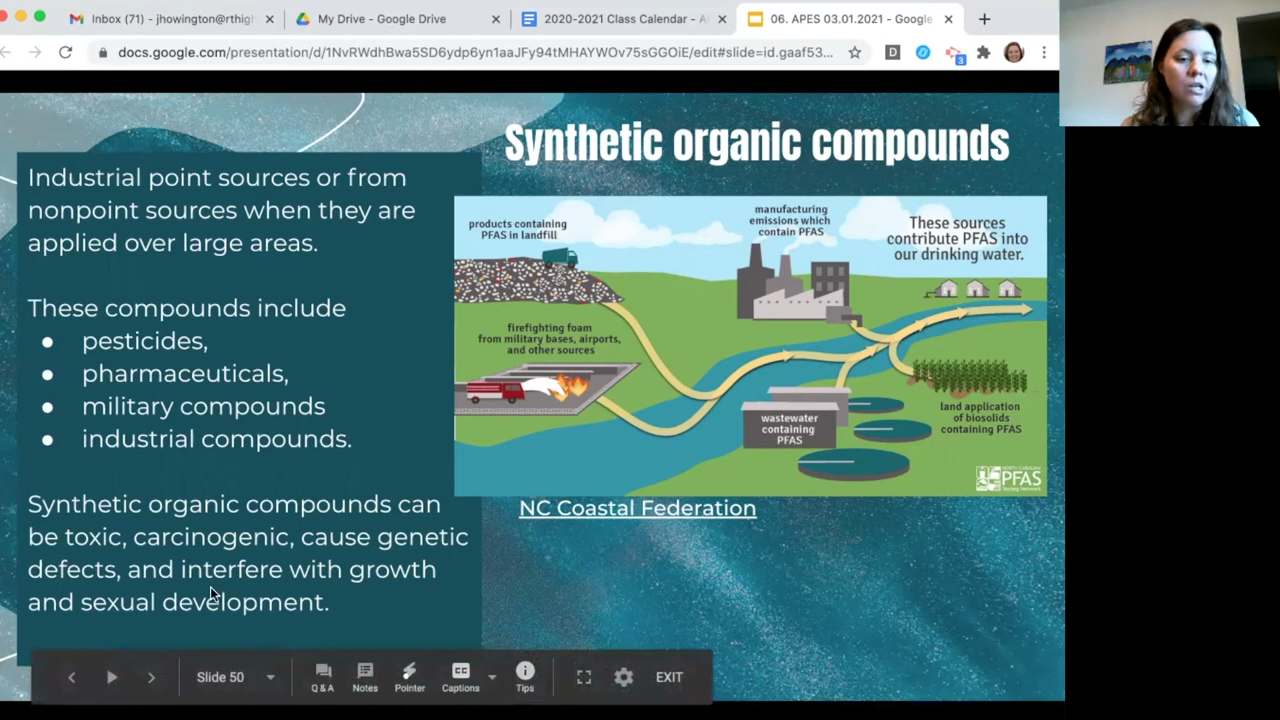 Inbox (71) - jhowington@rthigh
My Drive - Google Drive
2020-2021 Class Calendar - A
06. APES 03.01.2021 - Google
docs.google.com/presentation/d/1NvRWdhBwa5SD6ydp6yn1aaJFy94tMHAYWOv75sGGOiE/edit#slide=id.gaaf53...
D
3
Synthetic organic compounds
Industrial point sources or from
nonpoint sources when they are
applied over large areas.
These compounds include
● pesticides,
● pharmaceuticals,
● military compounds
● industrial compounds.
Synthetic organic compounds can
be toxic, carcinogenic, cause genetic
defects, and interfere with growth
and sexual development.
products containing
PFAS in landfill
manufacturing
emissions which
contain PFAS
These sources
contribute PFAS into
our drinking water.
firefighting foam
from military bases, airports,
and other sources
wastewater
containing
PFAS
land application
of biosolids
containing PFAS
PFAS
NC Coastal Federation
Slide 50
Q & A
Notes
Pointer
CC
Captions
Tips
EXIT